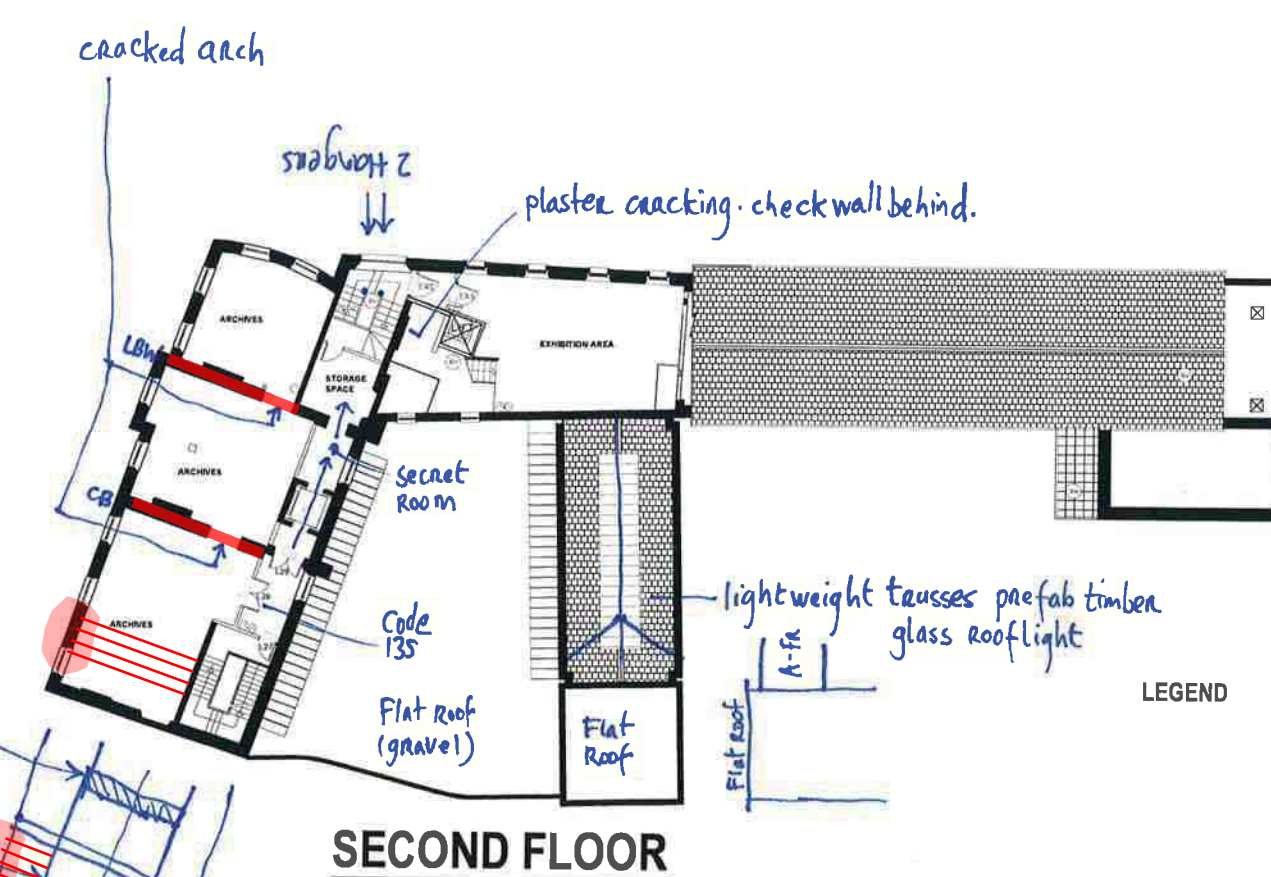 cracked arch
2 Hangers
plaster cracking. check wall behind.
ARCHIVES
LBW
EXHIBITION AREA
STORAGE
SPACE
ARCHIVES
secret
Room
CB
ARCHIVES
Code
135
lightweight trusses prefab timber
glass Rooflight
A-FR
LEGEND
Flat Roof
(gravel)
Flat
Roof
Flat Roof
SECOND FLOOR